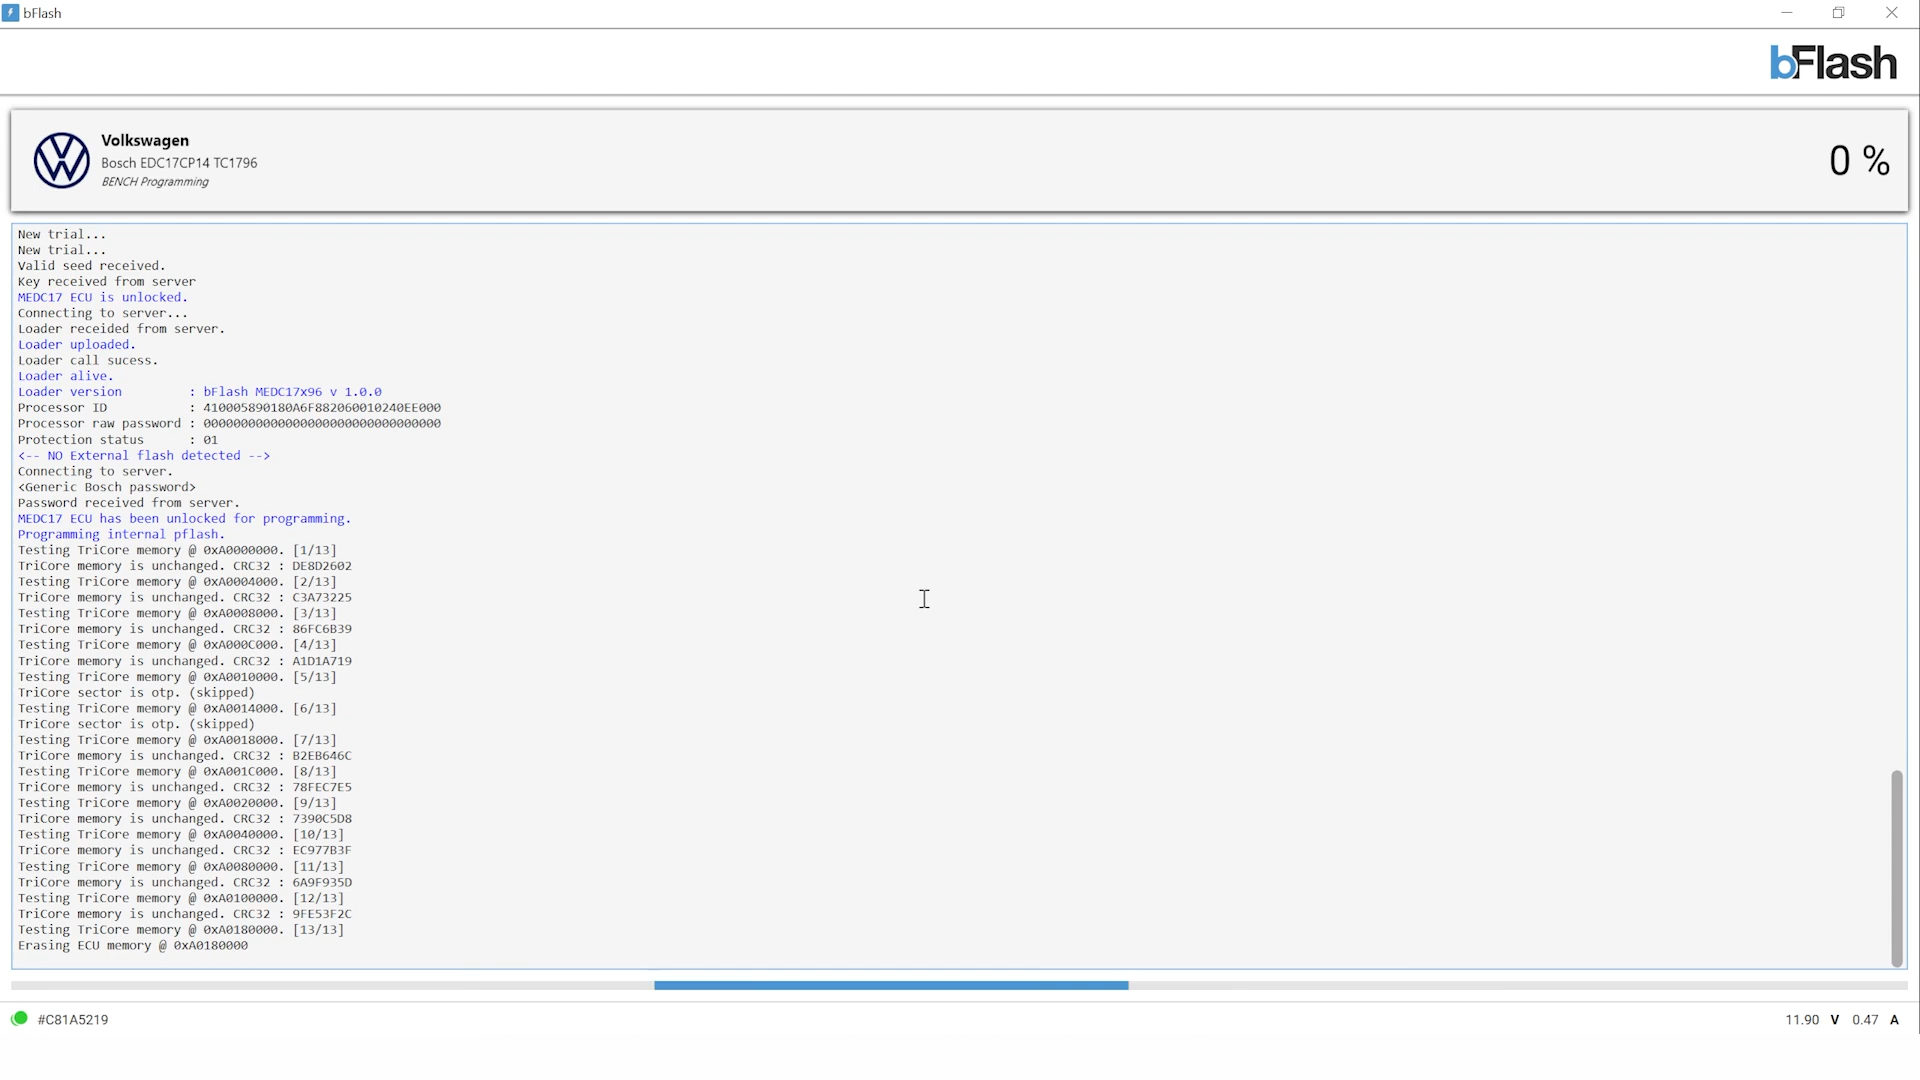 bFlash
bFlash
Volkswagen
Bosch EDC17CP14 TC1796
BENCH Programming
0 %
New trial...
New trial...
Valid seed received.
Key received from server
MEDC17 ECU is unlocked.
Connecting to server...
Loader receided from server.
Loader uploaded.
Loader call sucess.
Loader alive.
Loader version : bFlash MEDC17x96 v 1.0.0
Processor ID : 410005890180A6F882060010240EE000
Processor raw password : 00000000000000000000000000000000
Protection status : 01
<-- NO External flash detected -->
Connecting to server.
<Generic Bosch password>
Password received from server.
MEDC17 ECU has been unlocked for programming.
Programming internal pflash.
Testing TriCore memory @ 0xA0000000. [1/13]
TriCore memory is unchanged. CRC32 : DE8D2602
Testing TriCore memory @ 0xA0004000. [2/13]
TriCore memory is unchanged. CRC32 : C3A73225
Testing TriCore memory @ 0xA0008000. [3/13]
TriCore memory is unchanged. CRC32 : 86FC6B39
Testing TriCore memory @ 0xA000C000. [4/13]
TriCore memory is unchanged. CRC32 : A1D1A719
Testing TriCore memory @ 0xA0010000. [5/13]
TriCore sector is otp. (skipped)
Testing TriCore memory @ 0xA0014000. [6/13]
TriCore sector is otp. (skipped)
Testing TriCore memory @ 0xA0018000. [7/13]
TriCore memory is unchanged. CRC32 : B2EB646C
Testing TriCore memory @ 0xA001C000. [8/13]
TriCore memory is unchanged. CRC32 : 78FEC7E5
Testing TriCore memory @ 0xA0020000. [9/13]
TriCore memory is unchanged. CRC32 : 7390C5D8
Testing TriCore memory @ 0xA0040000. [10/13]
TriCore memory is unchanged. CRC32 : EC977B3F
Testing TriCore memory @ 0xA0080000. [11/13]
TriCore memory is unchanged. CRC32 : 6A9F935D
Testing TriCore memory @ 0xA0100000. [12/13]
TriCore memory is unchanged. CRC32 : 9FE53F2C
Testing TriCore memory @ 0xA0180000. [13/13]
Erasing ECU memory @ 0xA0180000
#C81A5219
11.90 V 0.47 A